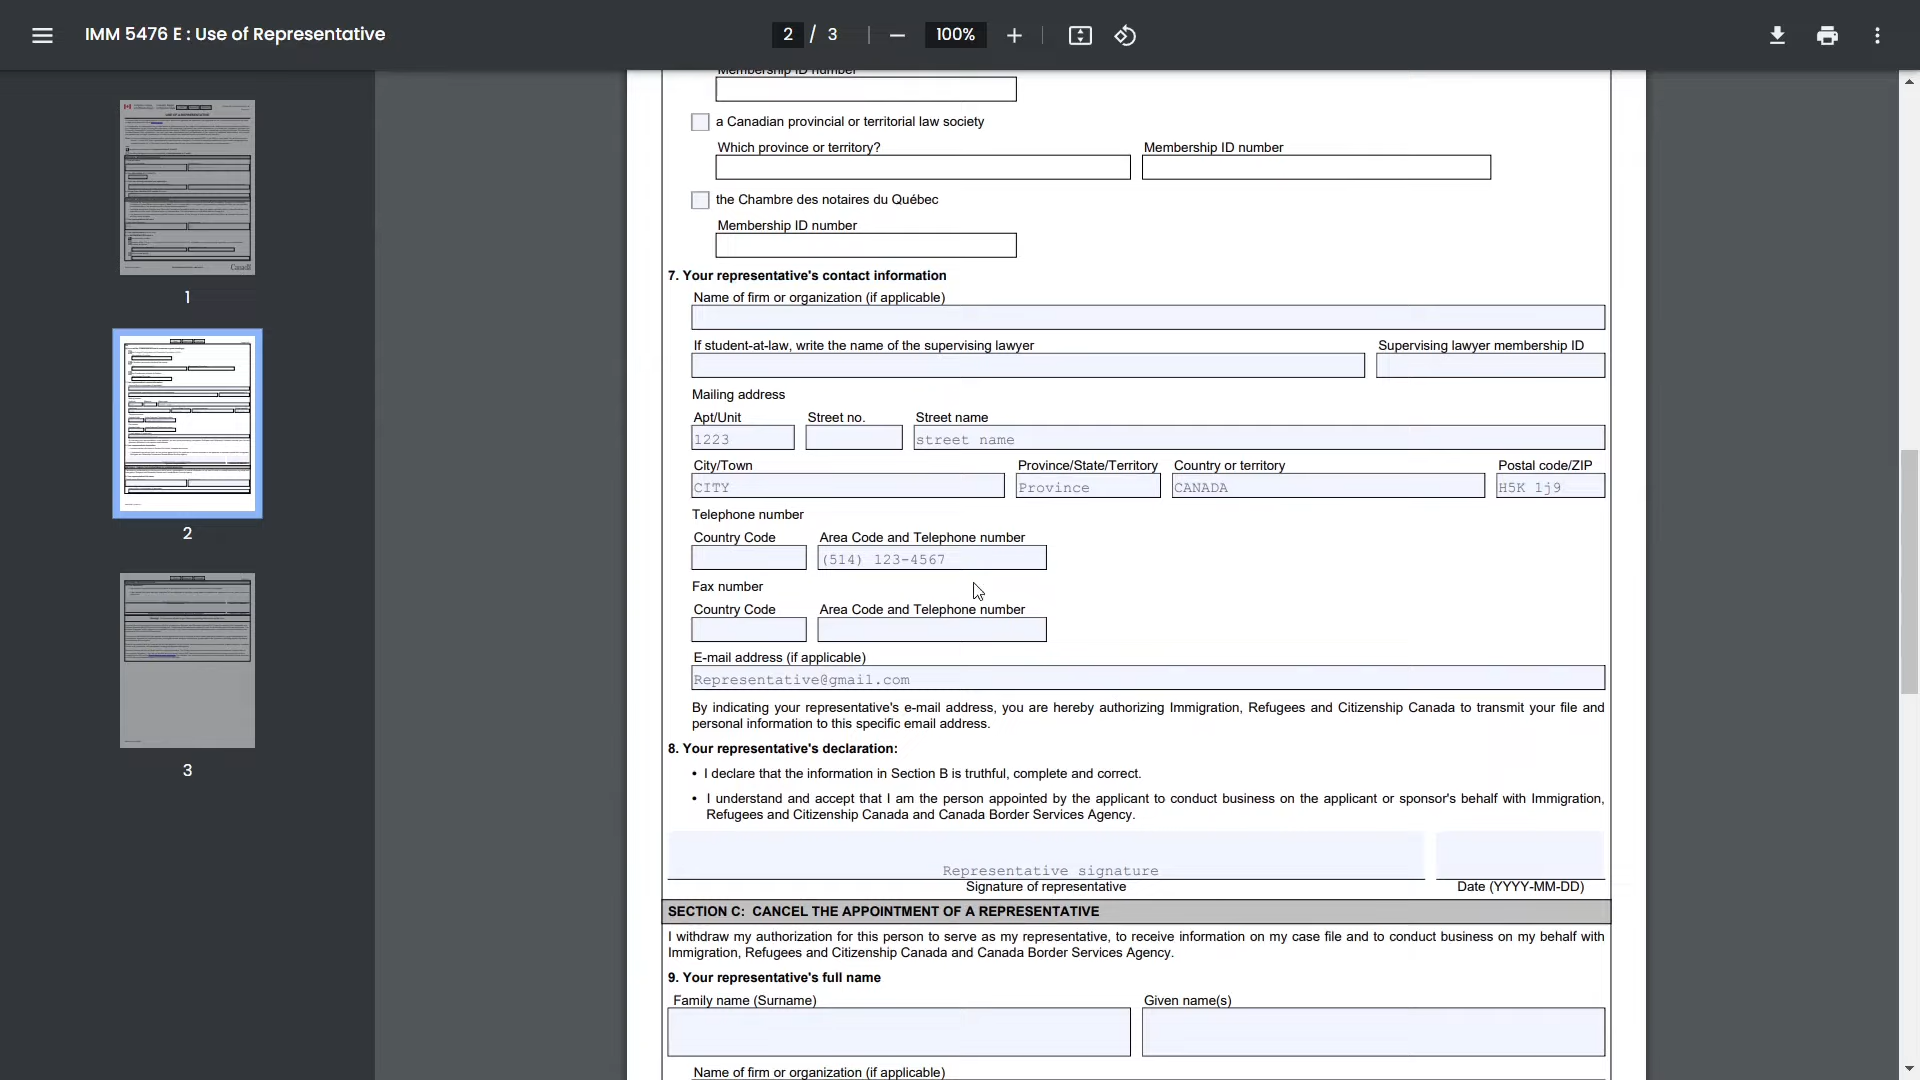 IMM 5476 E : Use of Representative
2 / 3
100%
1
2
3
Membership ID number
a Canadian provincial or territorial law society
Which province or territory? Membership ID number
the Chambre des notaires du Québec
Membership ID number
7. Your representative's contact information
Name of firm or organization (if applicable)
If student-at-law, write the name of the supervising lawyer Supervising lawyer membership ID
Mailing address
Apt/Unit Street no. Street name
1223 street name
City/Town Province/State/Territory Country or territory Postal code/ZIP
CITY Province CANADA H5K 1j9
Telephone number
Country Code Area Code and Telephone number
(514) 123-4567
Fax number
Country Code Area Code and Telephone number
E-mail address (if applicable)
Representative@gmail.com
By indicating your representative's e-mail address, you are hereby authorizing Immigration, Refugees and Citizenship Canada to transmit your file and
personal information to this specific email address.
8. Your representative's declaration:
• I declare that the information in Section B is truthful, complete and correct.
• I understand and accept that I am the person appointed by the applicant to conduct business on the applicant or sponsor's behalf with Immigration,
Refugees and Citizenship Canada and Canada Border Services Agency.
Representative signature
Signature of representative Date (YYYY-MM-DD)
SECTION C: CANCEL THE APPOINTMENT OF A REPRESENTATIVE
I withdraw my authorization for this person to serve as my representative, to receive information on my case file and to conduct business on my behalf with
Immigration, Refugees and Citizenship Canada and Canada Border Services Agency.
9. Your representative's full name
Family name (Surname) Given name(s)
Name of firm or organization (if applicable)